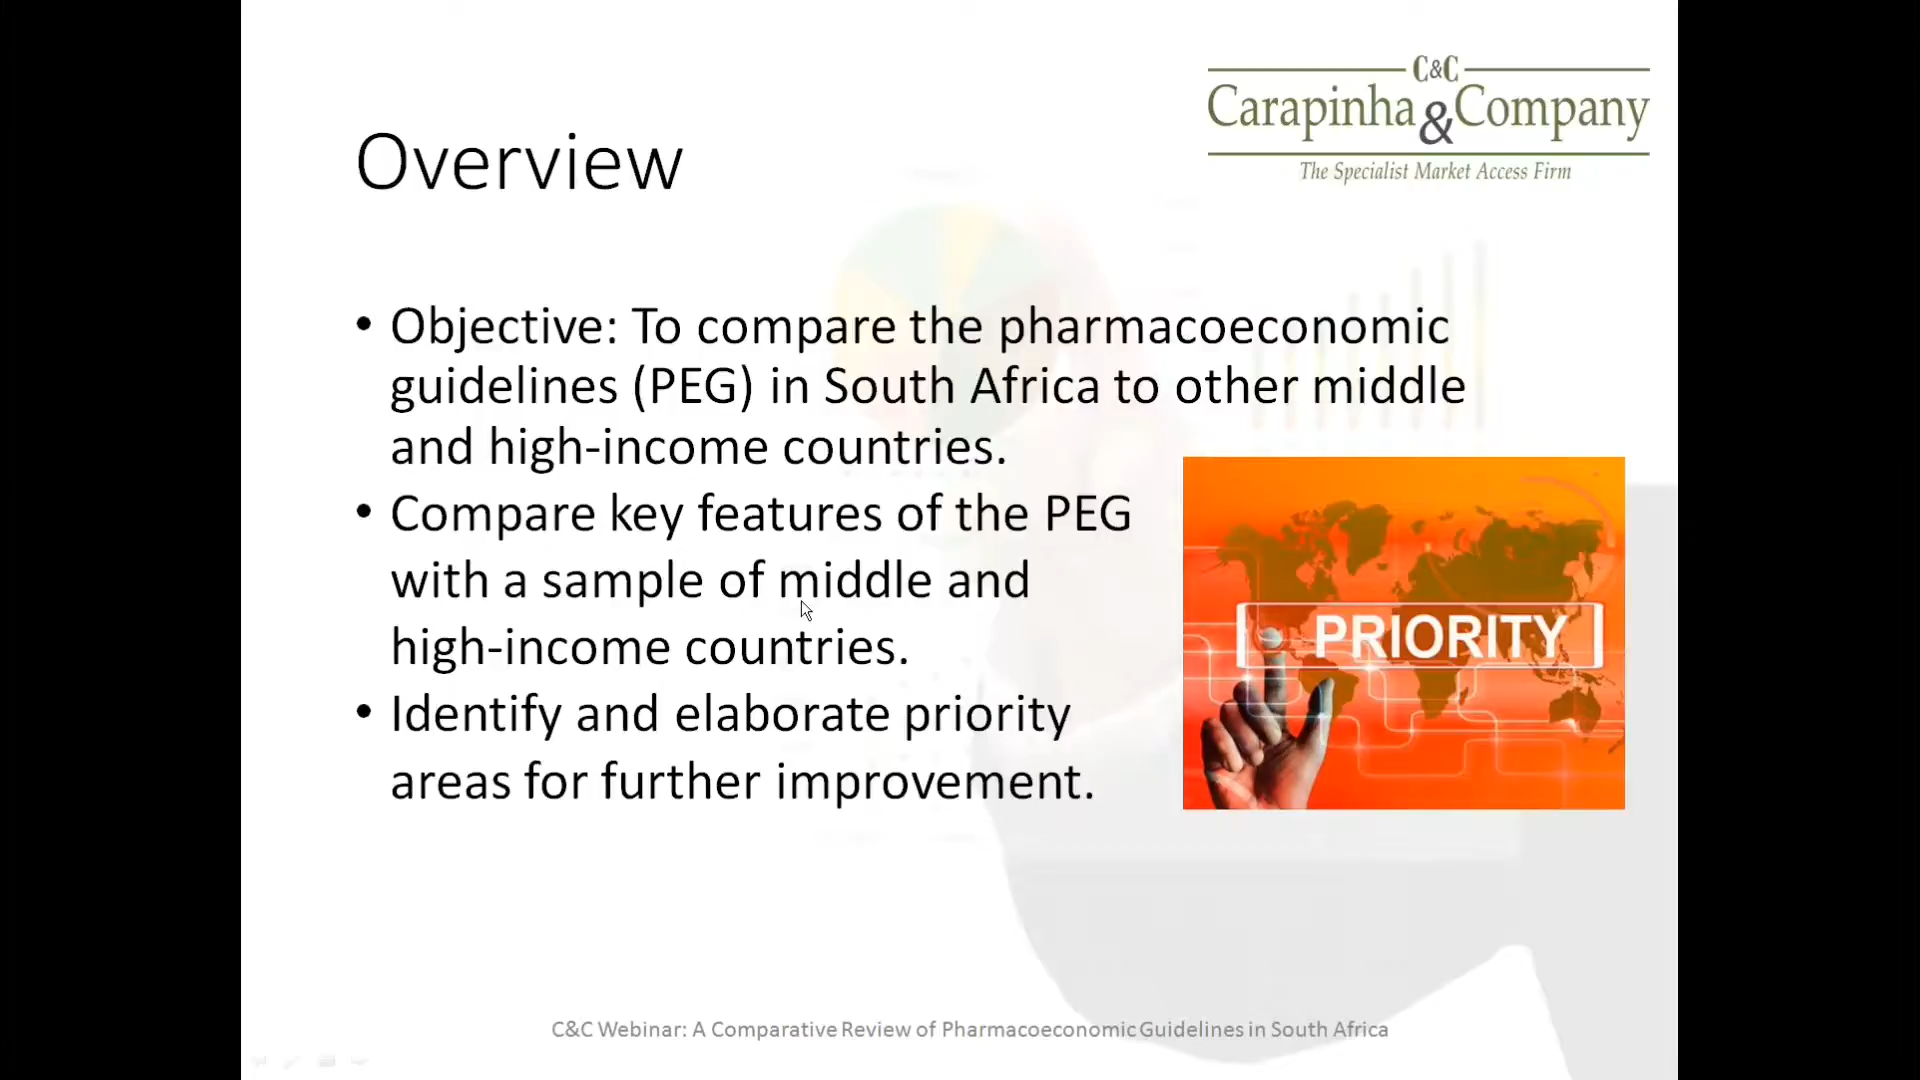 C&C
Carapinha & Company
The Specialist Market Access Firm
Overview
• Objective: To compare the pharmacoeconomic
guidelines (PEG) in South Africa to other middle
and high-income countries.
• Compare key features of the PEG
with a sample of middle and
high-income countries.
• Identify and elaborate priority
areas for further improvement.
PRIORITY
C&C Webinar: A Comparative Review of Pharmacoeconomic Guidelines in South Africa